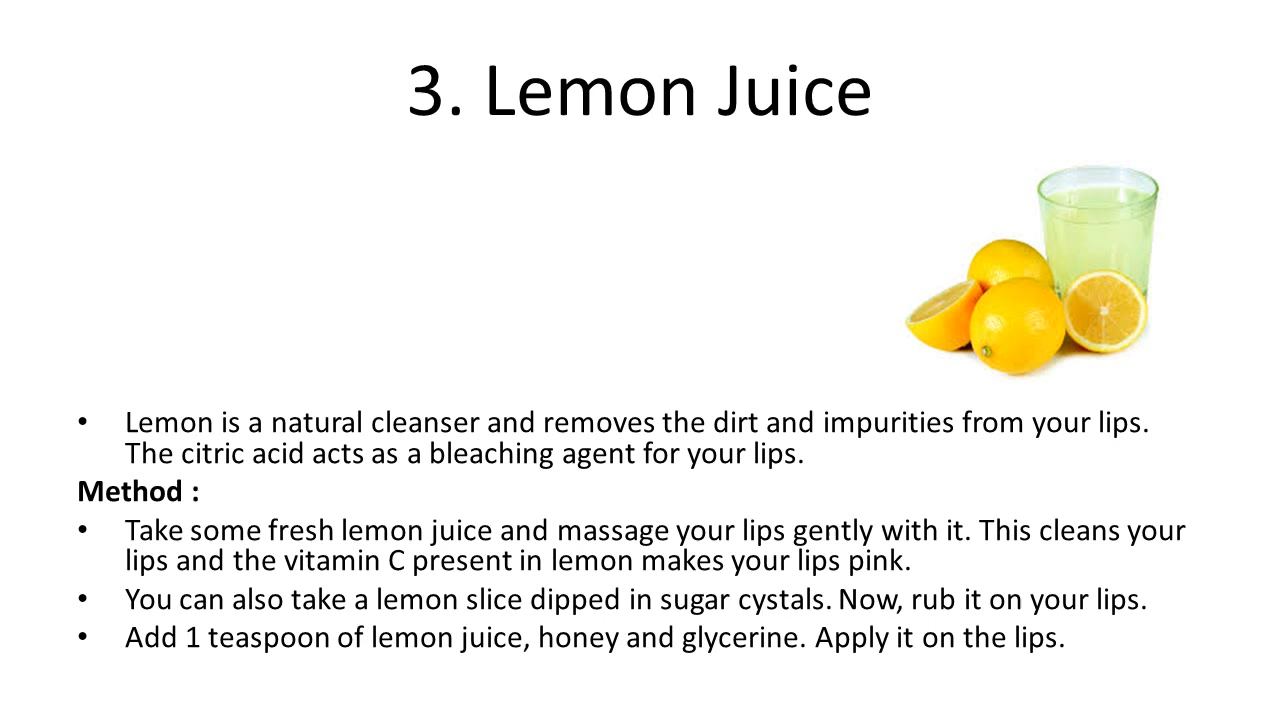 3. Lemon Juice
• Lemon is a natural cleanser and removes the dirt and impurities from your lips.
The citric acid acts as a bleaching agent for your lips.
Method :
• Take some fresh lemon juice and massage your lips gently with it. This cleans your
lips and the vitamin C present in lemon makes your lips pink.
• You can also take a lemon slice dipped in sugar cystals. Now, rub it on your lips.
• Add 1 teaspoon of lemon juice, honey and glycerine. Apply it on the lips.